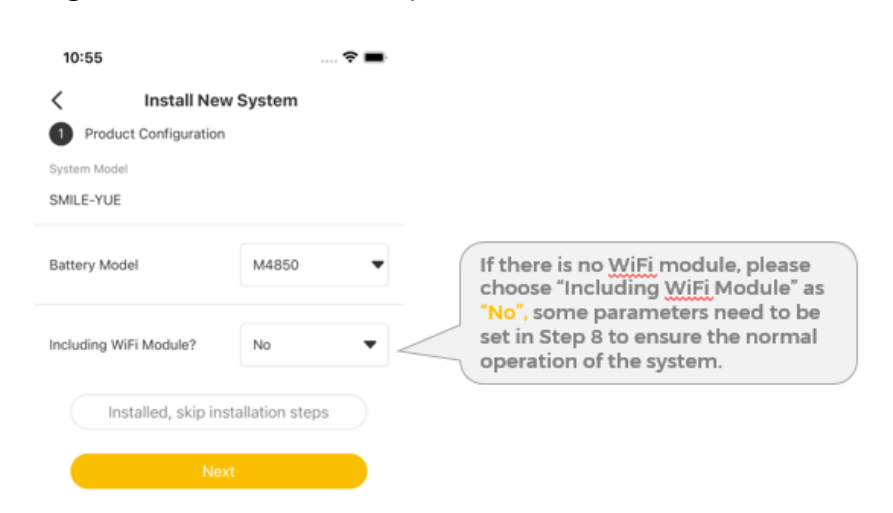 10:55
Install New System
1 Product Configuration
System Model
SMILE-YUE
Battery Model M4850
If there is no WiFi module, please
choose “Including WiFi Module” as
“No”, some parameters need to be
set in Step 8 to ensure the normal
operation of the system.
Including WiFi Module? No
Installed, skip installation steps
Next